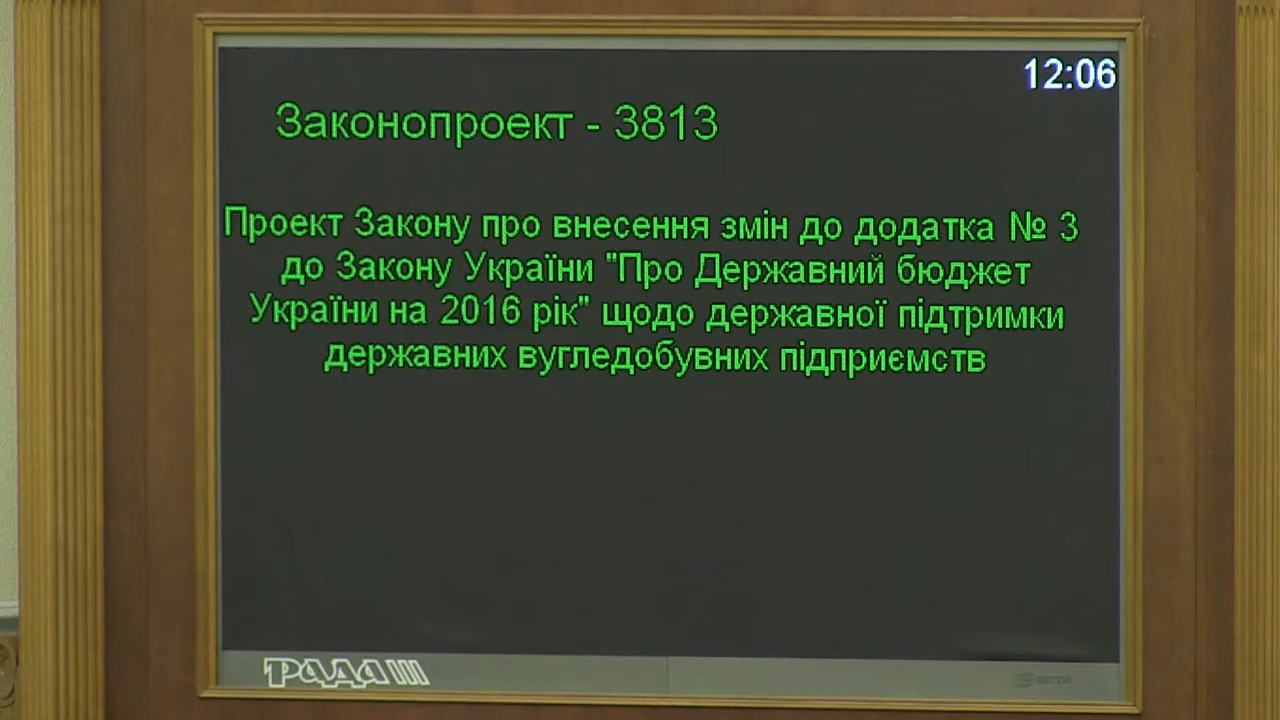 12:06
Законопроект - 3813
Проект Закону про внесення змін до додатка № 3
до Закону України "Про Державний бюджет
України на 2016 рік" щодо державної підтримки
державних вугледобувних підприємств
РАДА III